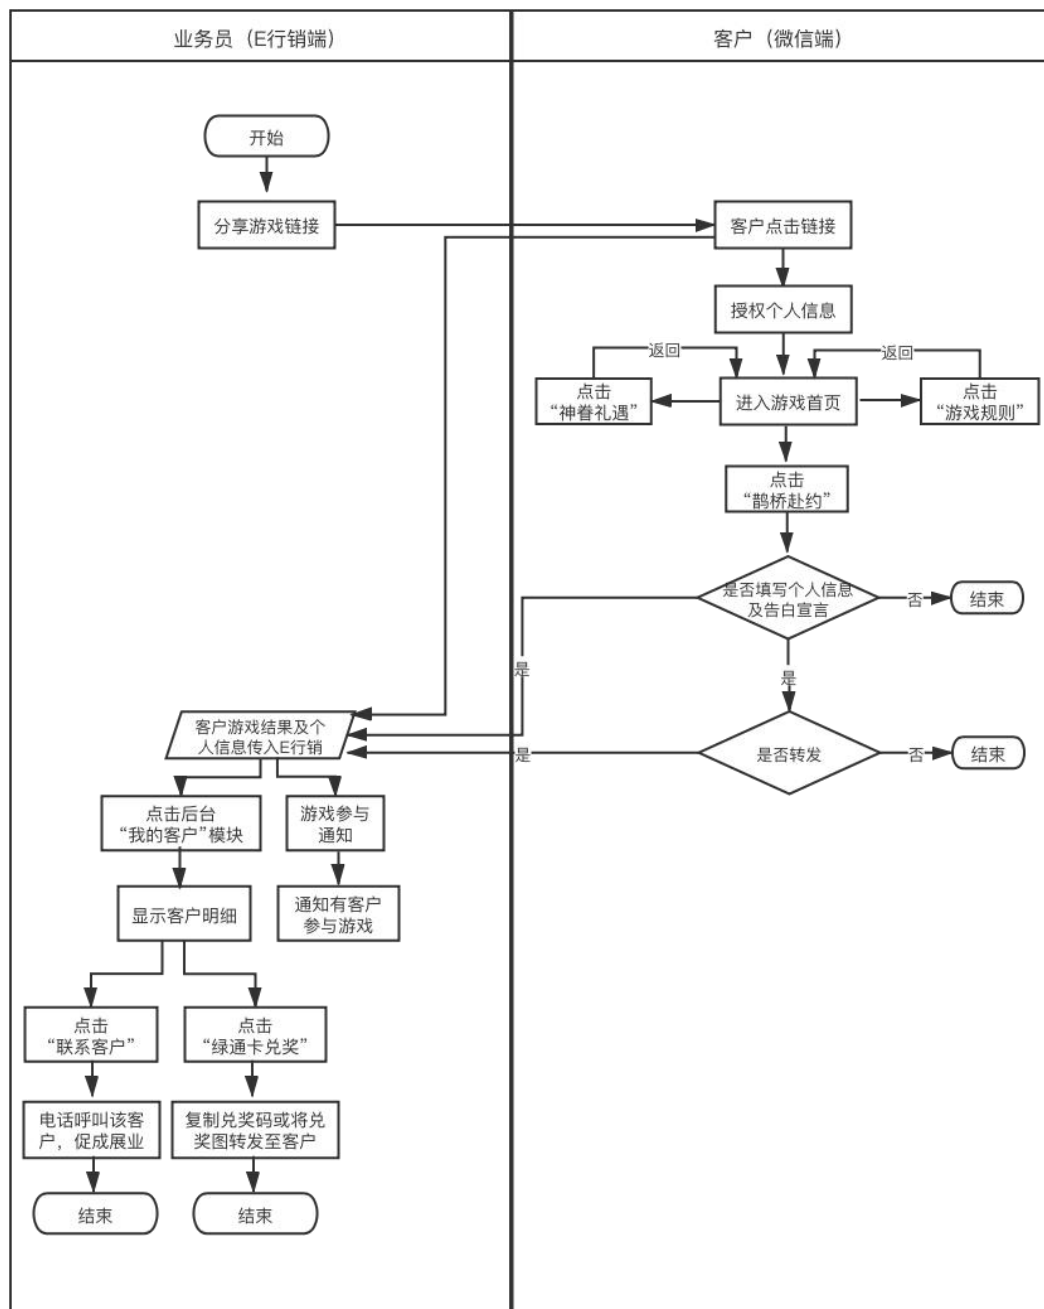 业务员（E行销端）
客户（微信端）
开始
分享游戏链接
客户点击链接
授权个人信息
返回
返回
点击
“神眷礼遇”
进入游戏首页
点击
“游戏规则”
点击
“鹊桥赴约”
是否填写个人信息
及告白宣言
否
结束
是
是
客户游戏结果及个
人信息传入E行销
是
是否转发
否
结束
点击后台
“我的客户”模块
游戏参与
通知
显示客户明细
通知有客户
参与游戏
点击
“联系客户”
点击
“绿通卡兑奖”
电话呼叫该客
户，促成展业
复制兑奖码或将兑
奖图转发至客户
结束
结束